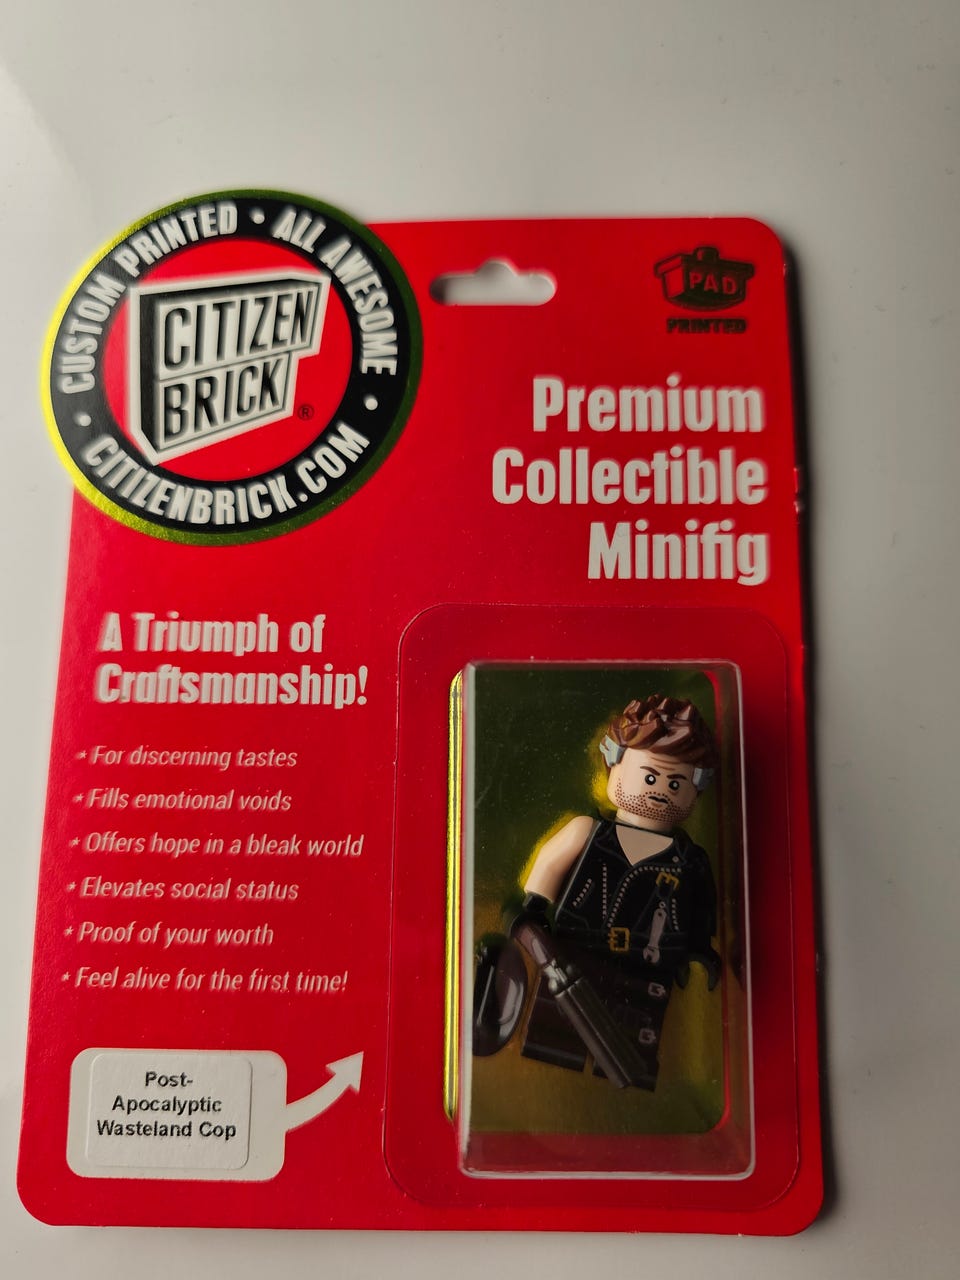 CUSTOM PRINTED • ALL AWESOME
CITIZEN
BRICK®
• CITIZENBRICK.COM •
PAD
PRINTED
Premium
Collectible
Minifig
A Triumph of
Craftsmanship!
* For discerning tastes
* Fills emotional voids
* Offers hope in a bleak world
* Elevates social status
* Proof of your worth
* Feel alive for the first time!
Post-
Apocalyptic
Wasteland Cop